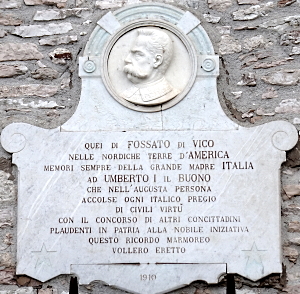 QUEI DI FOSSATO DI VICO
NELLE NORDICHE TERRE D'AMERICA
MEMORI SEMPRE DELLA GRANDE MADRE ITALIA
AD UMBERTO I IL BUONO
CHE NELL'AUGUSTA PERSONA
ACCOLSE OGNI ITALICO PREGIO
DI CIVILI VIRTÙ
CON IL CONCORSO DI ALTRI CONCITTADINI
PLAUDENTI IN PATRIA ALLA NOBILE INIZIATIVA
QUESTO RICORDO MARMOREO
VOLLERO ERETTO
1910